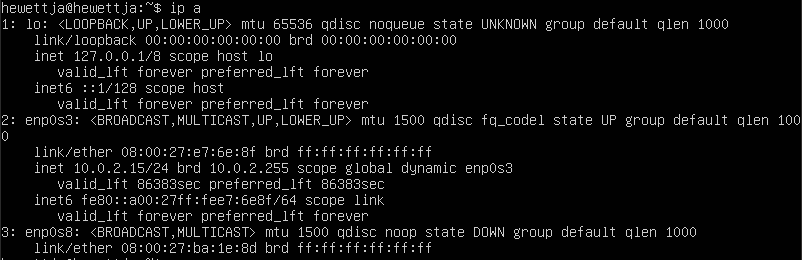 hewettja@hewettja:~$ ip a
1: lo: <LOOPBACK,UP,LOWER_UP> mtu 65536 qdisc noqueue state UNKNOWN group default qlen 1000
    link/loopback 00:00:00:00:00:00 brd 00:00:00:00:00:00
    inet 127.0.0.1/8 scope host lo
       valid_lft forever preferred_lft forever
    inet6 ::1/128 scope host
       valid_lft forever preferred_lft forever
2: enp0s3: <BROADCAST,MULTICAST,UP,LOWER_UP> mtu 1500 qdisc fq_codel state UP group default qlen 100
0
    link/ether 08:00:27:e7:6e:8f brd ff:ff:ff:ff:ff:ff
    inet 10.0.2.15/24 brd 10.0.2.255 scope global dynamic enp0s3
       valid_lft 86383sec preferred_lft 86383sec
    inet6 fe80::a00:27ff:fee7:6e8f/64 scope link
       valid_lft forever preferred_lft forever
3: enp0s8: <BROADCAST,MULTICAST> mtu 1500 qdisc noop state DOWN group default qlen 1000
    link/ether 08:00:27:ba:1e:8d brd ff:ff:ff:ff:ff:ff